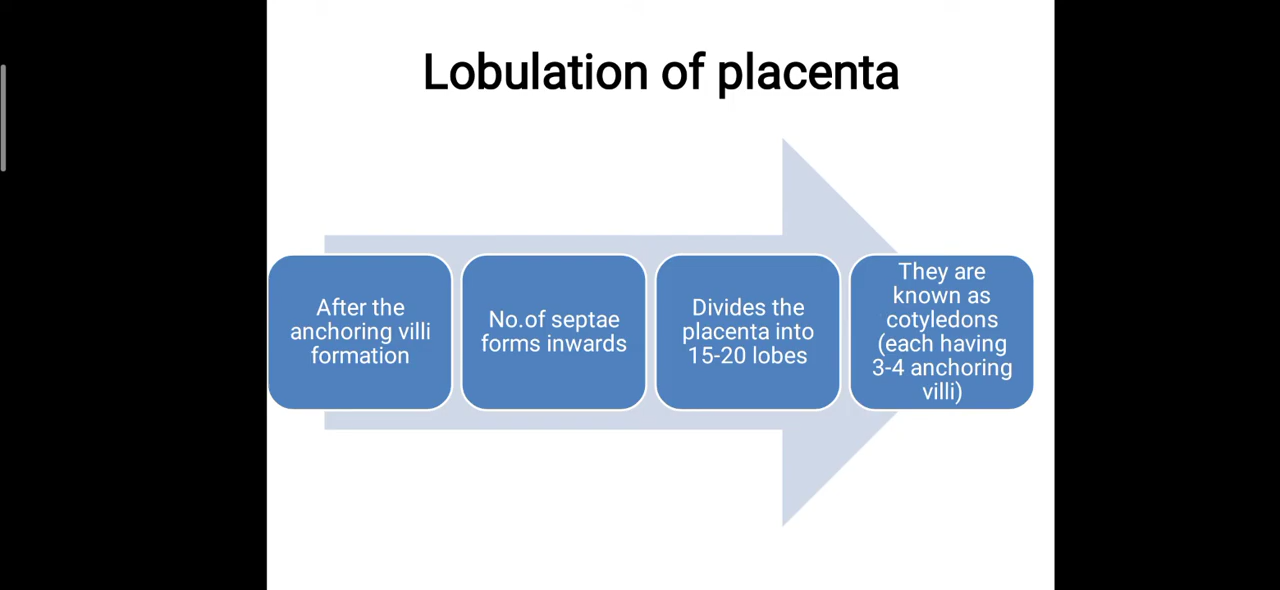 Lobulation of placenta
After the
anchoring villi
formation
No.of septae
forms inwards
Divides the
placenta into
15-20 lobes
They are
known as
cotyledons
(each having
3-4 anchoring
villi)